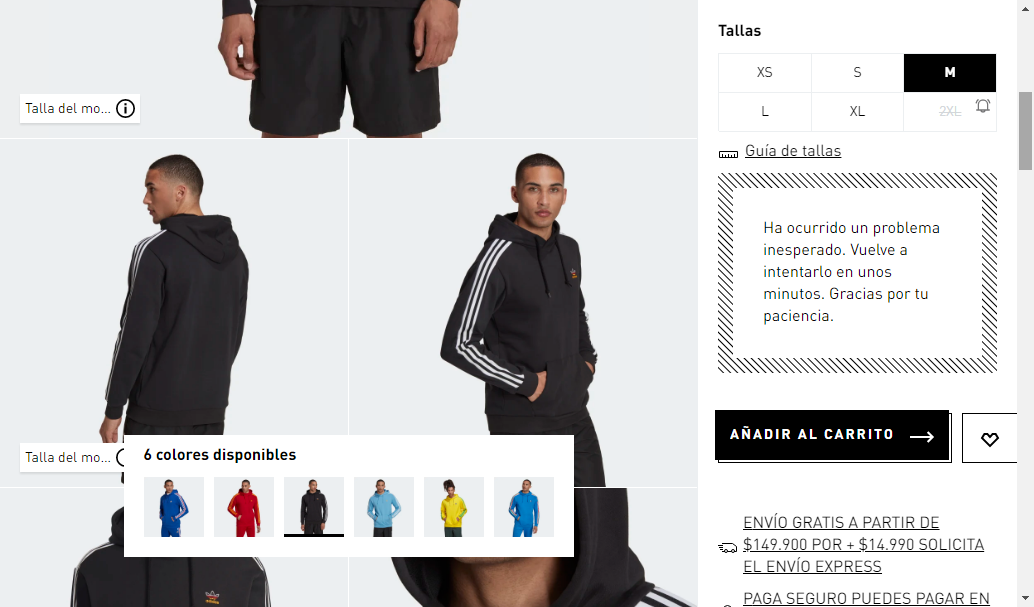 Tallas
XS
S
M
L
XL
2XL
Guía de tallas
Ha ocurrido un problema
inesperado. Vuelve a
intentarlo en unos
minutos. Gracias por tu
paciencia.
AÑADIR AL CARRITO
ENVÍO GRATIS A PARTIR DE
$149.900 POR + $14.990 SOLICITA
EL ENVÍO EXPRESS
PAGA SEGURO PUEDES PAGAR EN
Talla del mo...
Talla del mo...
6 colores disponibles